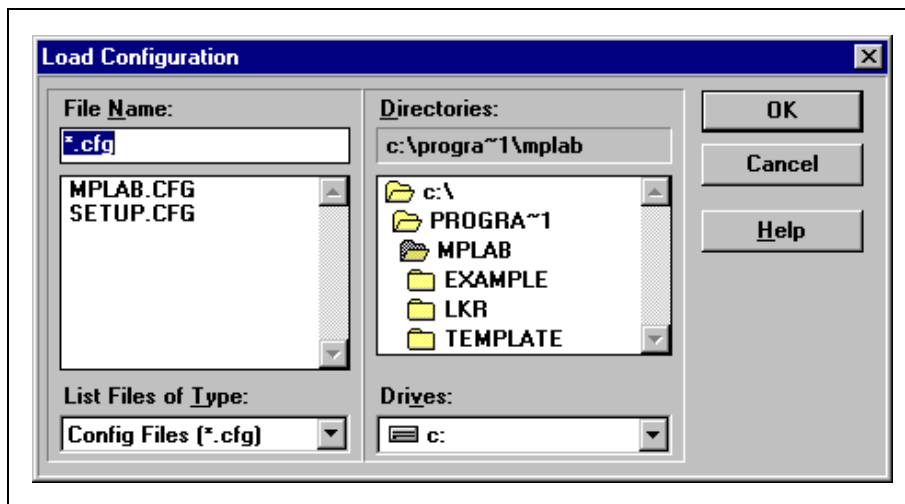 Load Configuration
File Name:
*.cfg
MPLAB.CFG
SETUP.CFG
List Files of Type:
Config Files (*.cfg)
Directories:
c:\progra~1\mplab
c:\
PROGRA~1
MPLAB
EXAMPLE
LKR
TEMPLATE
Drives:
c:
OK
Cancel
Help